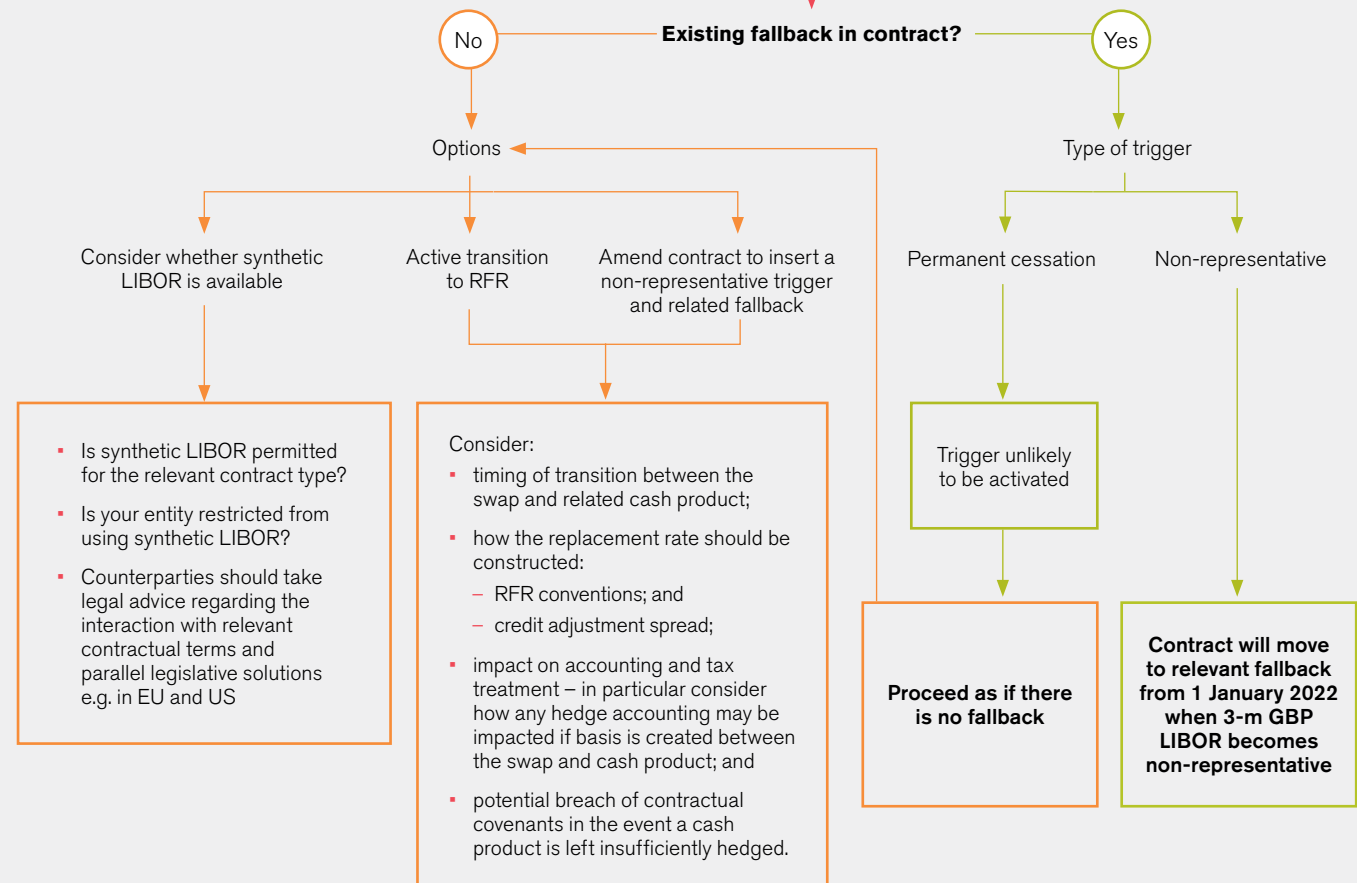 Existing fallback in contract?
No
Yes
Options
Type of trigger
Consider whether synthetic
LIBOR is available
Active transition
to RFR
Amend contract to insert a
non-representative trigger
and related fallback
Permanent cessation
Non-representative
▪ Is synthetic LIBOR permitted
for the relevant contract type?
▪ Is your entity restricted from
using synthetic LIBOR?
▪ Counterparties should take
legal advice regarding the
interaction with relevant
contractual terms and
parallel legislative solutions
e.g. in EU and US
Consider:
▪ timing of transition between the
swap and related cash product;
▪ how the replacement rate should be
constructed:
– RFR conventions; and
– credit adjustment spread;
▪ impact on accounting and tax
treatment – in particular consider
how any hedge accounting may be
impacted if basis is created between
the swap and cash product; and
▪ potential breach of contractual
covenants in the event a cash
product is left insufficiently hedged.
Trigger unlikely
to be activated
Proceed as if there
is no fallback
Contract will move
to relevant fallback
from 1 January 2022
when 3-m GBP
LIBOR becomes
non-representative